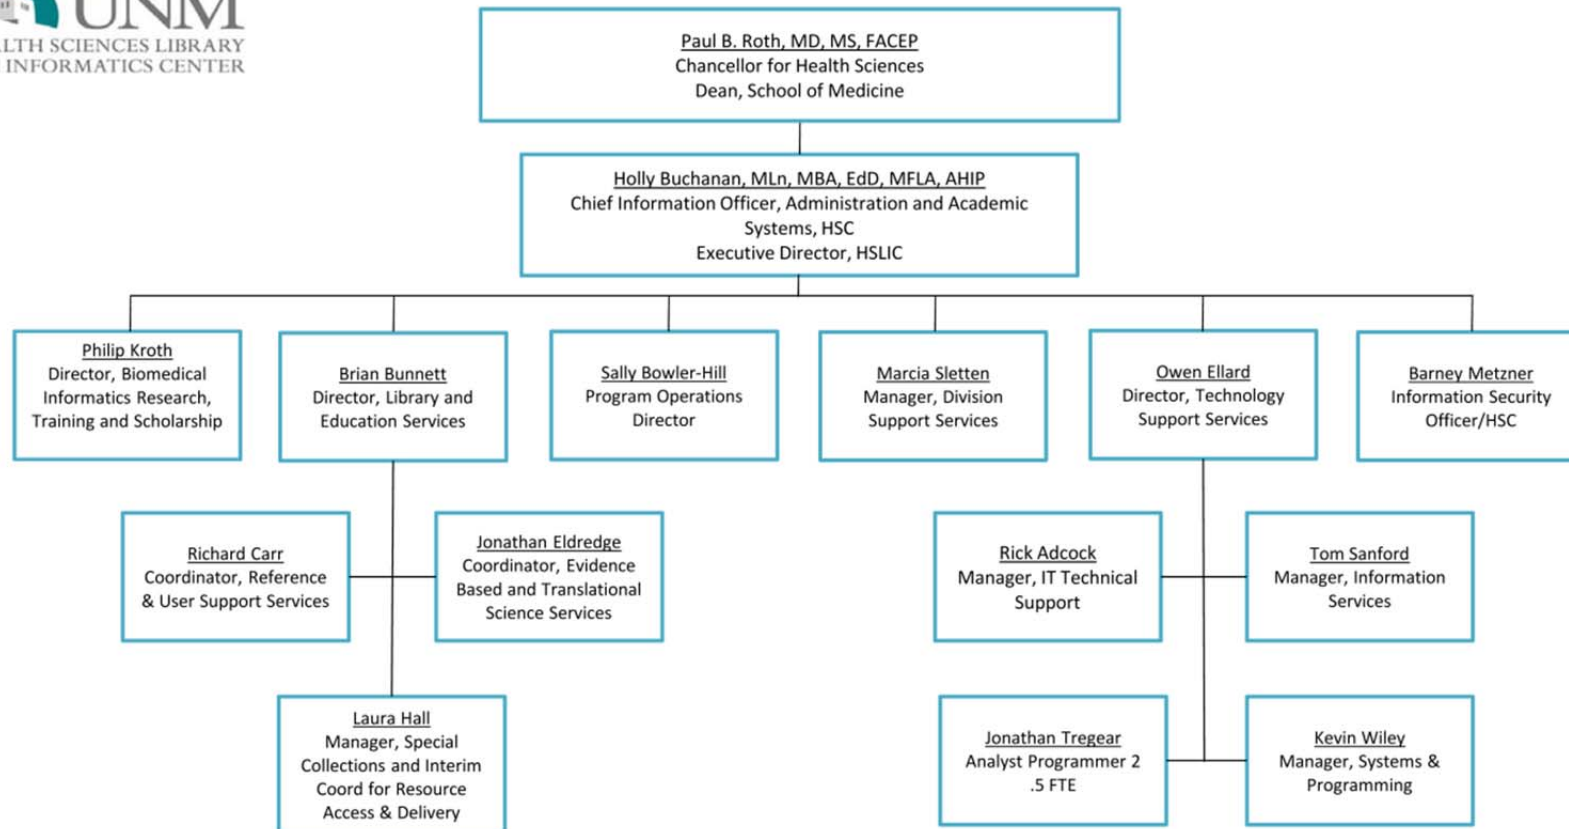 UNM
LTH SCIENCES LIBRARY
INFORMATICS CENTER
Paul B. Roth, MD, MS, FACEP
Chancellor for Health Sciences
Dean, School of Medicine
Holly Buchanan, MLn, MBA, EdD, MFLA, AHIP
Chief Information Officer, Administration and Academic
Systems, HSC
Executive Director, HSLIC
Philip Kroth
Director, Biomedical
Informatics Research,
Training and Scholarship
Brian Bunnett
Director, Library and
Education Services
Sally Bowler-Hill
Program Operations
Director
Marcia Sletten
Manager, Division
Support Services
Owen Ellard
Director, Technology
Support Services
Barney Metzner
Information Security
Officer/HSC
Richard Carr
Coordinator, Reference
& User Support Services
Jonathan Eldredge
Coordinator, Evidence
Based and Translational
Science Services
Rick Adcock
Manager, IT Technical
Support
Tom Sanford
Manager, Information
Services
Laura Hall
Manager, Special
Collections and Interim
Coord for Resource
Access & Delivery
Jonathan Tregear
Analyst Programmer 2
.5 FTE
Kevin Wiley
Manager, Systems &
Programming